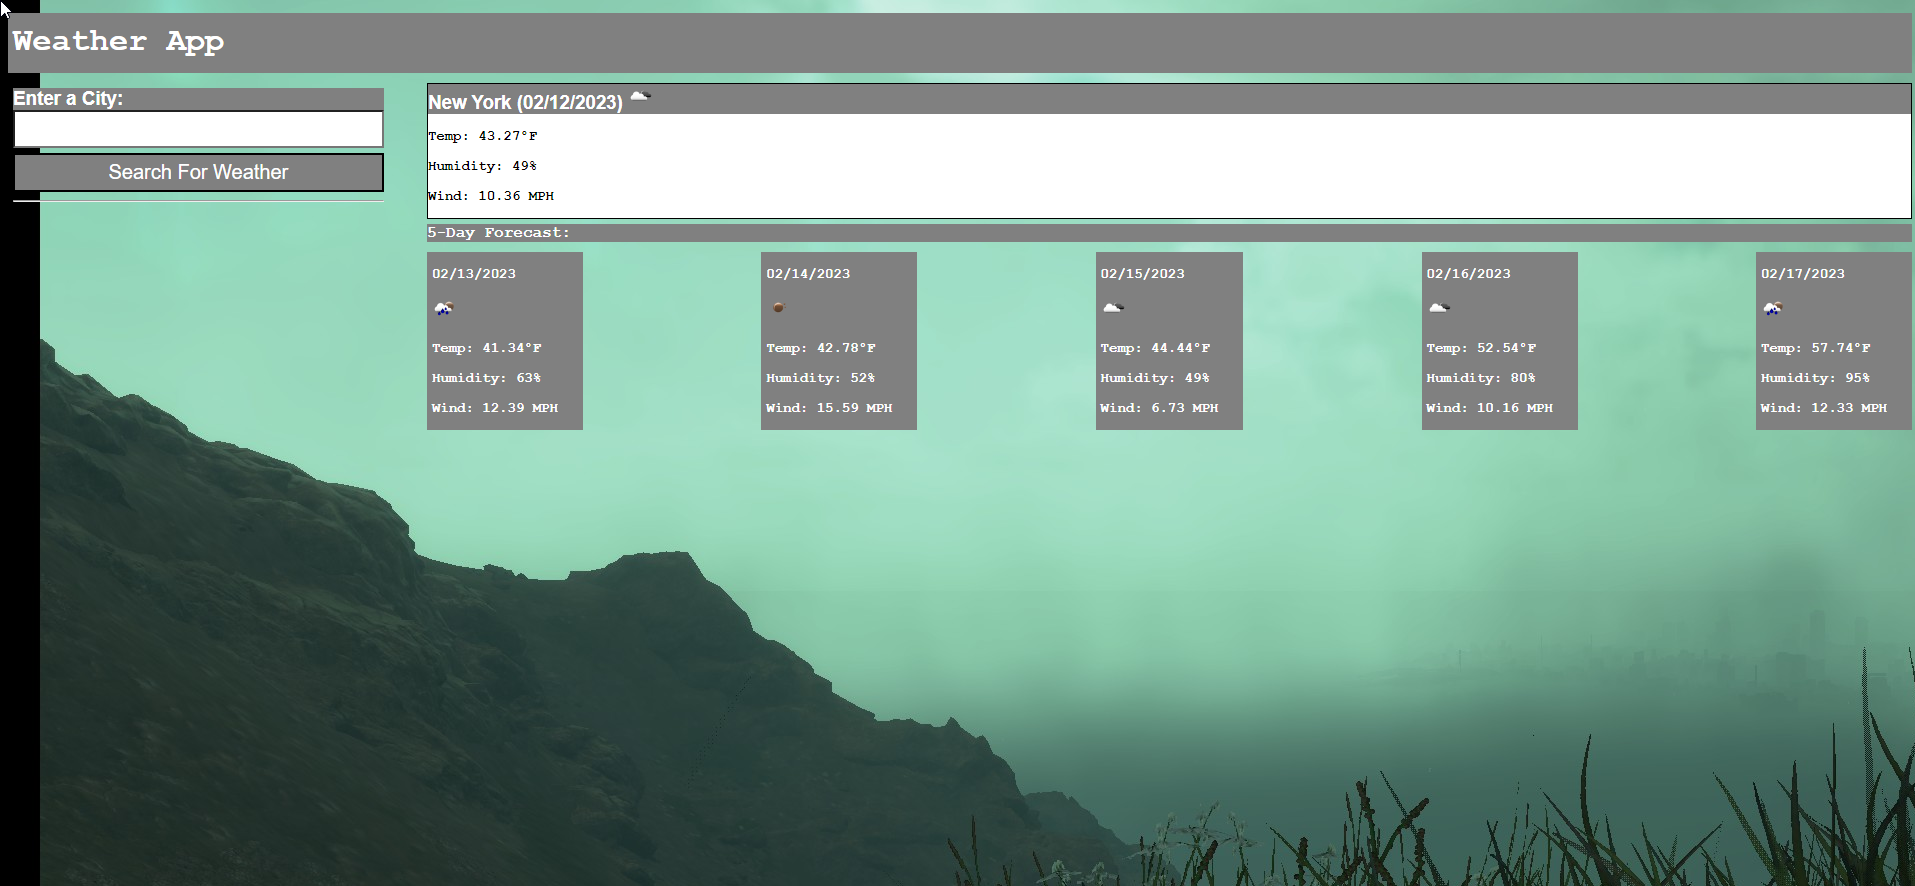 Weather App
Enter a City:
Search For Weather
New York (02/12/2023)
Temp: 43.27°F
Humidity: 49%
Wind: 10.36 MPH
5-Day Forecast:
02/13/2023
Temp: 41.34°F
Humidity: 63%
Wind: 12.39 MPH
02/14/2023
Temp: 42.78°F
Humidity: 52%
Wind: 15.59 MPH
02/15/2023
Temp: 44.44°F
Humidity: 49%
Wind: 6.73 MPH
02/16/2023
Temp: 52.54°F
Humidity: 80%
Wind: 10.16 MPH
02/17/2023
Temp: 57.74°F
Humidity: 95%
Wind: 12.33 MPH